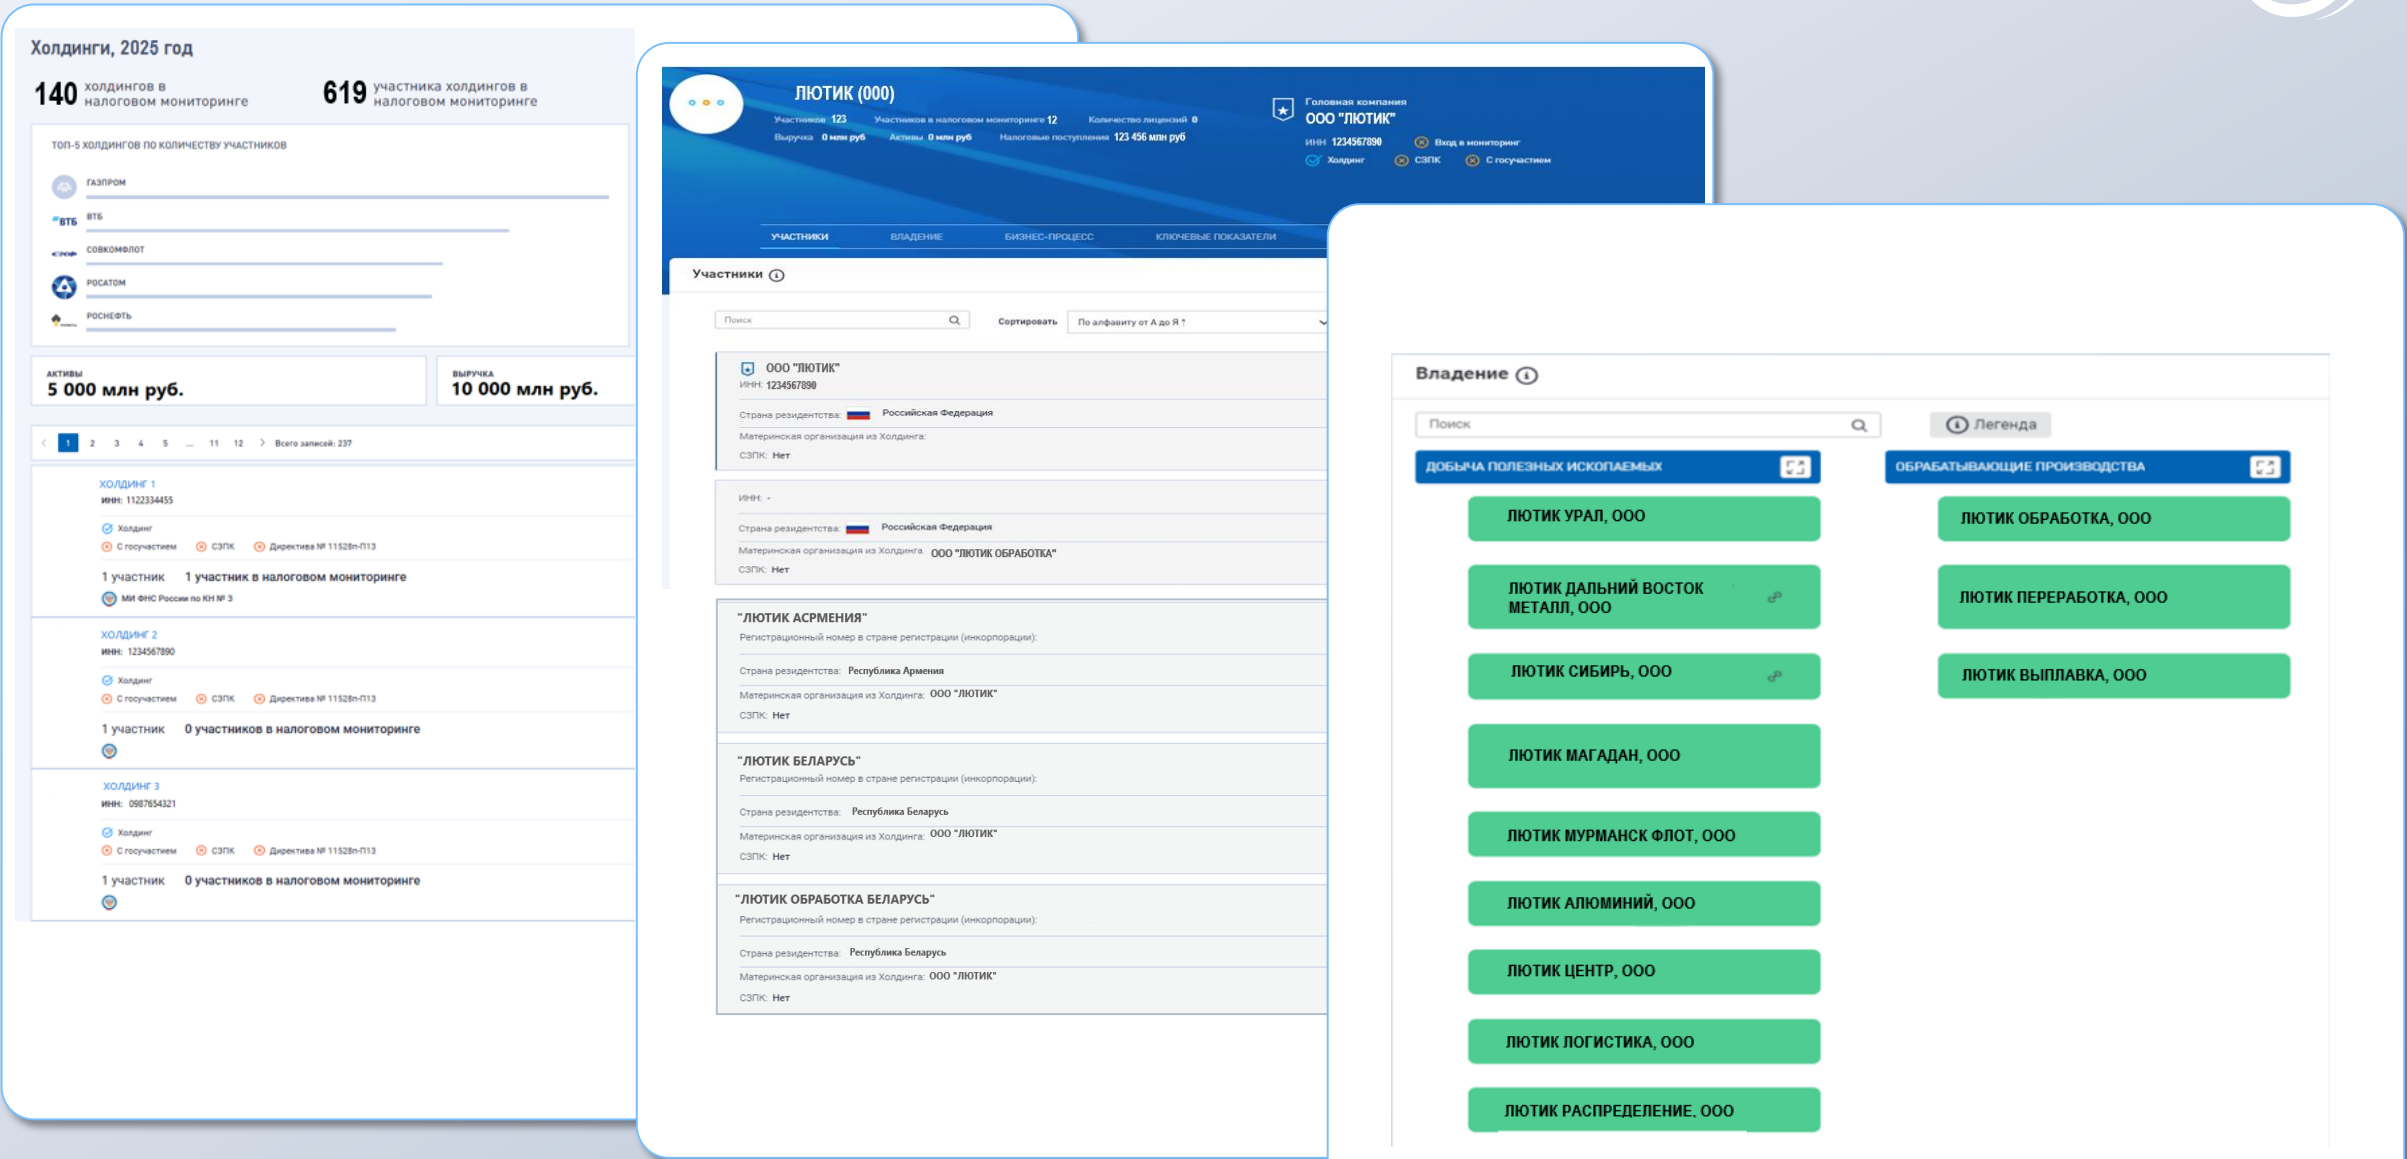 Холдинги, 2025 год
140 холдингов в налоговом мониторинге
619 участника холдингов в налоговом мониторинге
ТОП-5 ХОЛДИНГОВ ПО КОЛИЧЕСТВУ УЧАСТНИКОВ
ГАЗПРОМ
ВТБ ВТБ
СОВКОМФЛОТ
РОСАТОМ
РОСНЕФТЬ
АКТИВЫ
5 000 млн руб.
ВЫРУЧКА
10 000 млн руб.
1 2 3 4 5 ... 11 12 Всего записей: 237
ХОЛДИНГ 1
ИНН: 1122334455
Холдинг
С госучастием СЗПК Директива № 11528п-П13
1 участник 1 участник в налоговом мониторинге
МИ ФНС России по КН № 3
ХОЛДИНГ 2
ИНН: 1234567890
Холдинг
С госучастием СЗПК Директива № 11528п-П13
1 участник 0 участников в налоговом мониторинге
ХОЛДИНГ 3
ИНН: 0987654321
Холдинг
С госучастием СЗПК Директива № 11528п-П13
1 участник 0 участников в налоговом мониторинге
ЛЮТИК (ООО)
Участников 123 Участников в налоговом мониторинге 12 Количество лицензий 0
Выручка 0 млн руб Активы 0 млн руб Налоговые поступления 123 456 млн руб
Головная компания
ООО "ЛЮТИК"
ИНН 1234567890 Вход в мониторинг
Холдинг СЗПК С госучастием
УЧАСТНИКИ ВЛАДЕНИЕ БИЗНЕС-ПРОЦЕСС КЛЮЧЕВЫЕ ПОКАЗАТЕЛИ
Участники
Поиск Сортировать По алфавиту от А до Я ↑
ООО "ЛЮТИК"
ИНН: 1234567890
Страна резидентства: Российская Федерация
Материнская организация из Холдинга:
СЗПК: Нет
ИНН: -
Страна резидентства: Российская Федерация
Материнская организация из Холдинга ООО "ЛЮТИК ОБРАБОТКА"
СЗПК: Нет
"ЛЮТИК АСРМЕНИЯ"
Регистрационный номер в стране регистрации (инкорпорации):
Страна резидентства: Республика Армения
Материнская организация из Холдинга: ООО "ЛЮТИК"
СЗПК: Нет
"ЛЮТИК БЕЛАРУСЬ"
Регистрационный номер в стране регистрации (инкорпорации):
Страна резидентства: Республика Беларусь
Материнская организация из Холдинга: ООО "ЛЮТИК"
СЗПК: Нет
"ЛЮТИК ОБРАБОТКА БЕЛАРУСЬ"
Регистрационный номер в стране регистрации (инкорпорации):
Страна резидентства: Республика Беларусь
Материнская организация из Холдинга: ООО "ЛЮТИК"
СЗПК: Нет
Владение
Поиск Легенда
ДОБЫЧА ПОЛЕЗНЫХ ИСКОПАЕМЫХ
ЛЮТИК УРАЛ, ООО
ЛЮТИК ДАЛЬНИЙ ВОСТОК
МЕТАЛЛ, ООО
ЛЮТИК СИБИРЬ, ООО
ЛЮТИК МАГАДАН, ООО
ЛЮТИК МУРМАНСК ФЛОТ, ООО
ЛЮТИК АЛЮМИНИЙ, ООО
ЛЮТИК ЦЕНТР, ООО
ЛЮТИК ЛОГИСТИКА, ООО
ЛЮТИК РАСПРЕДЕЛЕНИЕ, ООО
ОБРАБАТЫВАЮЩИЕ ПРОИЗВОДСТВА
ЛЮТИК ОБРАБОТКА, ООО
ЛЮТИК ПЕРЕРАБОТКА, ООО
ЛЮТИК ВЫПЛАВКА, ООО